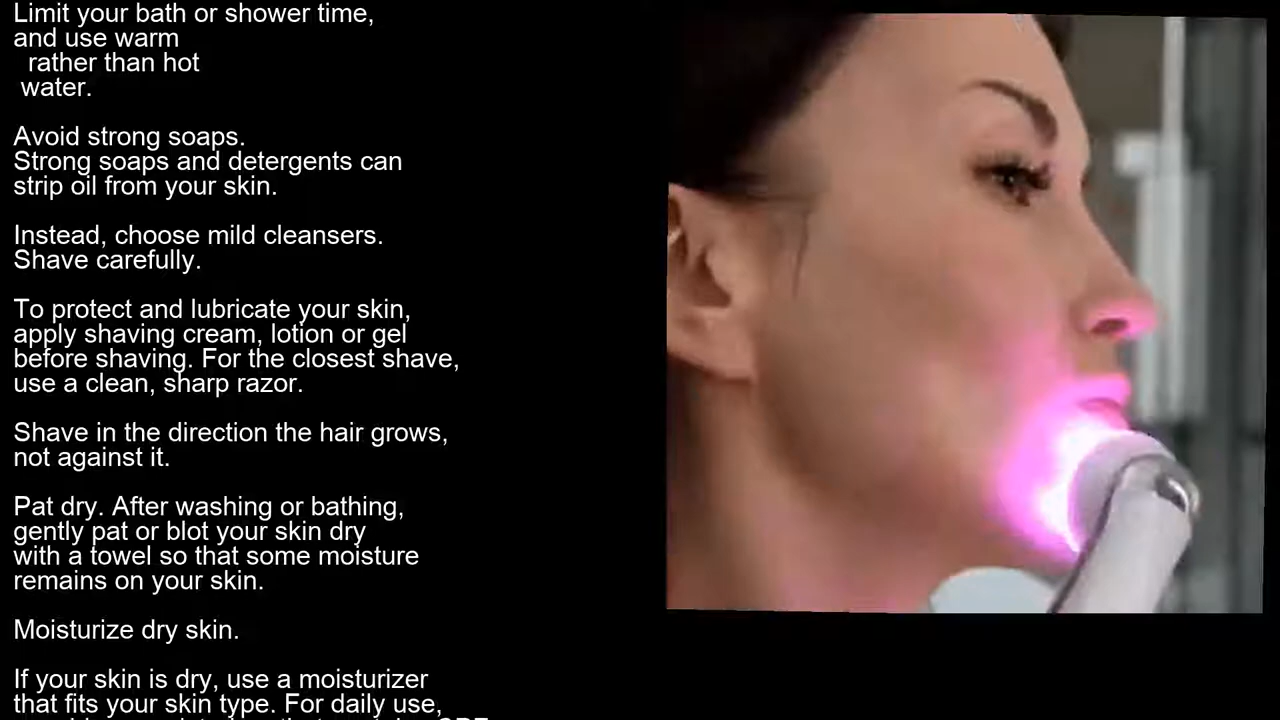 Limit your bath or shower time,
and use warm
rather than hot
water.
Avoid strong soaps.
Strong soaps and detergents can
strip oil from your skin.
Instead, choose mild cleansers.
Shave carefully.
To protect and lubricate your skin,
apply shaving cream, lotion or gel
before shaving. For the closest shave,
use a clean, sharp razor.
Shave in the direction the hair grows,
not against it.
Pat dry. After washing or bathing,
gently pat or blot your skin dry
with a towel so that some moisture
remains on your skin.
Moisturize dry skin.
If your skin is dry, use a moisturizer
that fits your skin type. For daily use,